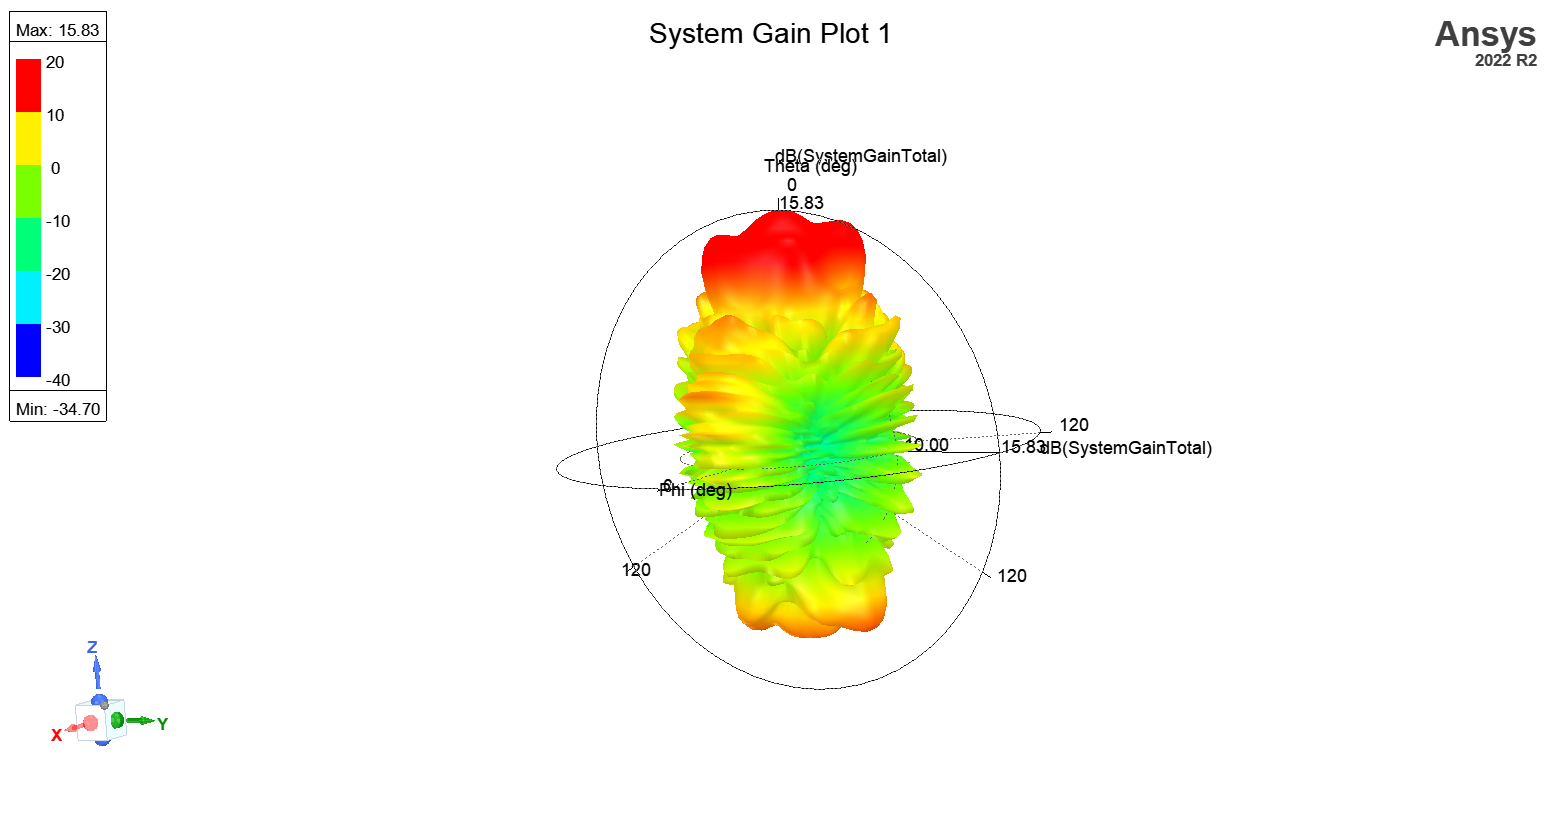 System Gain Plot 1
Ansys
2022 R2
Max: 15.83
20
10
0
-10
-20
-30
-40
Min: -34.70
dB(SystemGainTotal)
Theta (deg)
0
15.83
120
10.00
15.83
dB(SystemGainTotal)
0
Phi (deg)
120
120
Z
X
Y